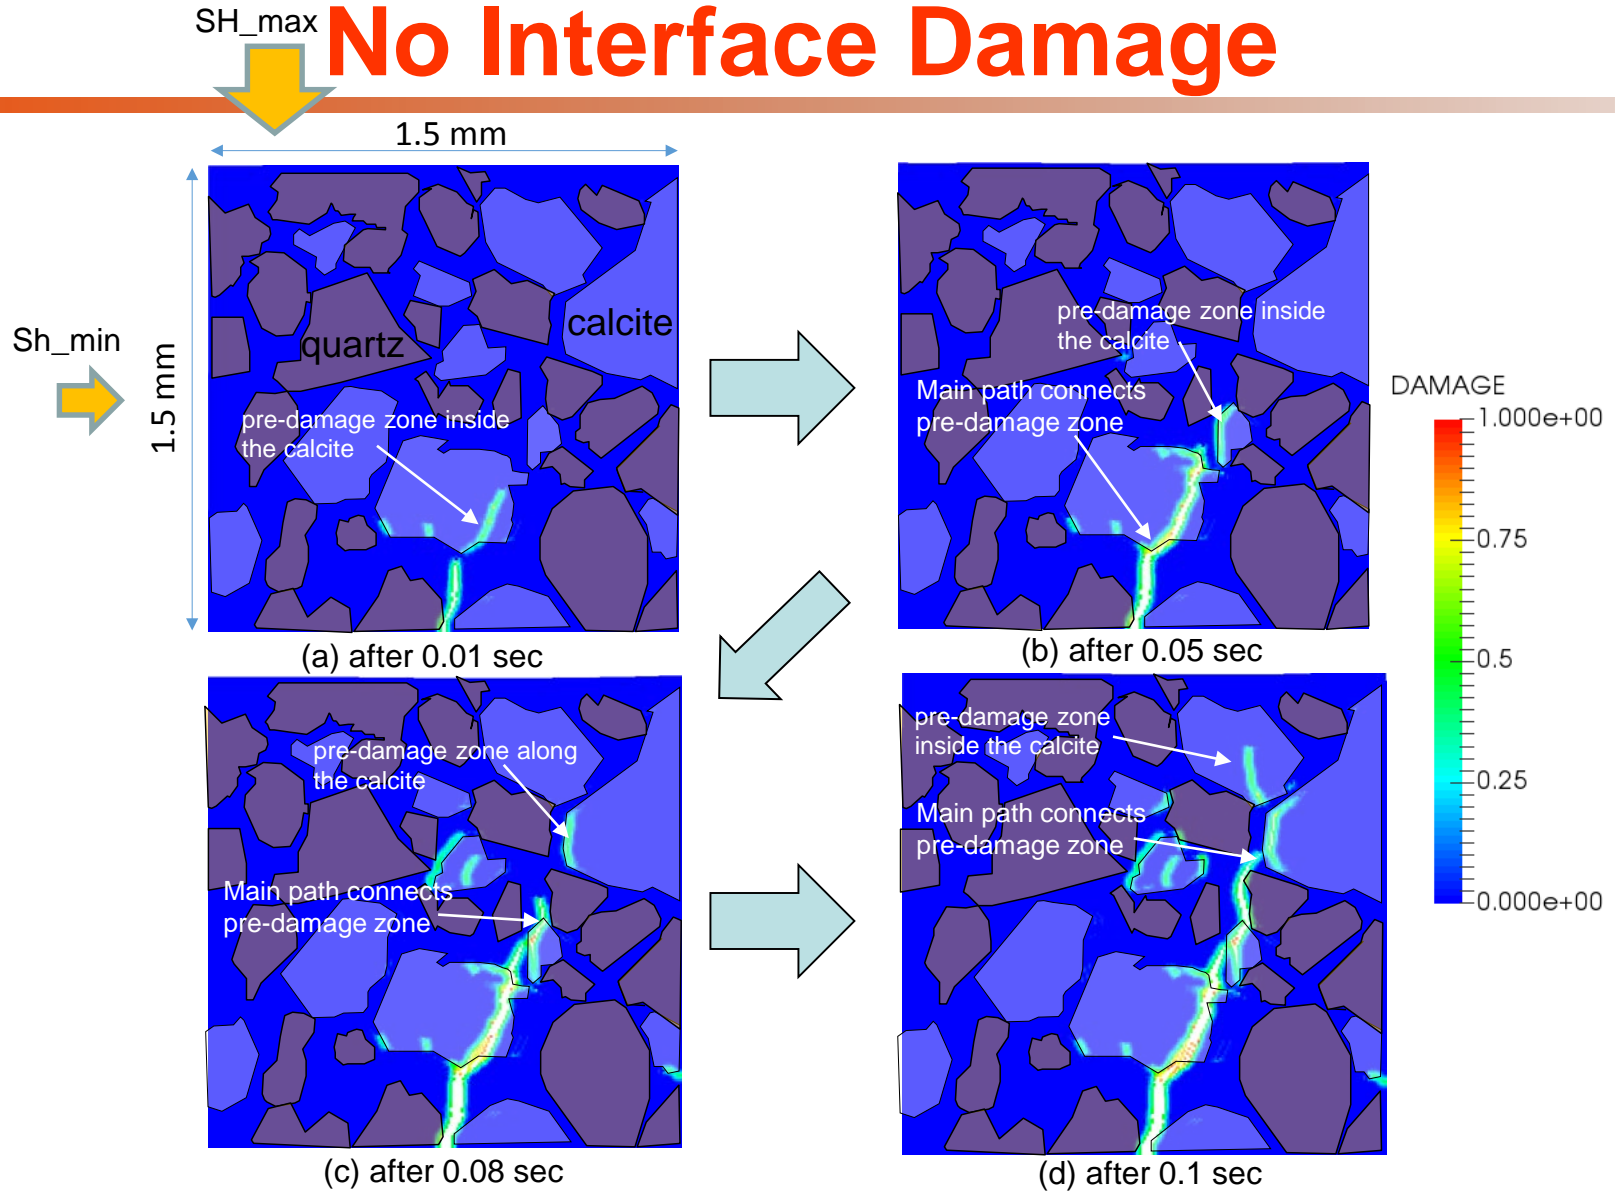 SH_max
No Interface Damage
1.5 mm
Sh_min
1.5 mm
quartz
calcite
pre-damage zone inside
the calcite
(a) after 0.01 sec
pre-damage zone inside
the calcite
Main path connects
pre-damage zone
(b) after 0.05 sec
DAMAGE
1.000e+00
0.75
0.5
0.25
0.000e+00
pre-damage zone along
the calcite
Main path connects
pre-damage zone
(c) after 0.08 sec
pre-damage zone
inside the calcite
Main path connects
pre-damage zone
(d) after 0.1 sec